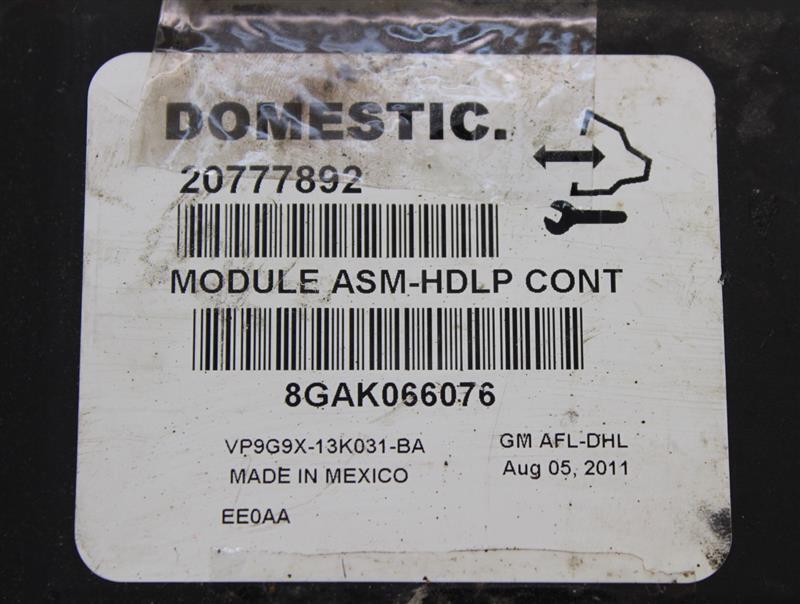 DOMESTIC.
20777892
MODULE ASM-HDLP CONT
8GAK066076
VP9G9X-13K031-BA
GM AFL-DHL
MADE IN MEXICO
Aug 05, 2011
EE0AA